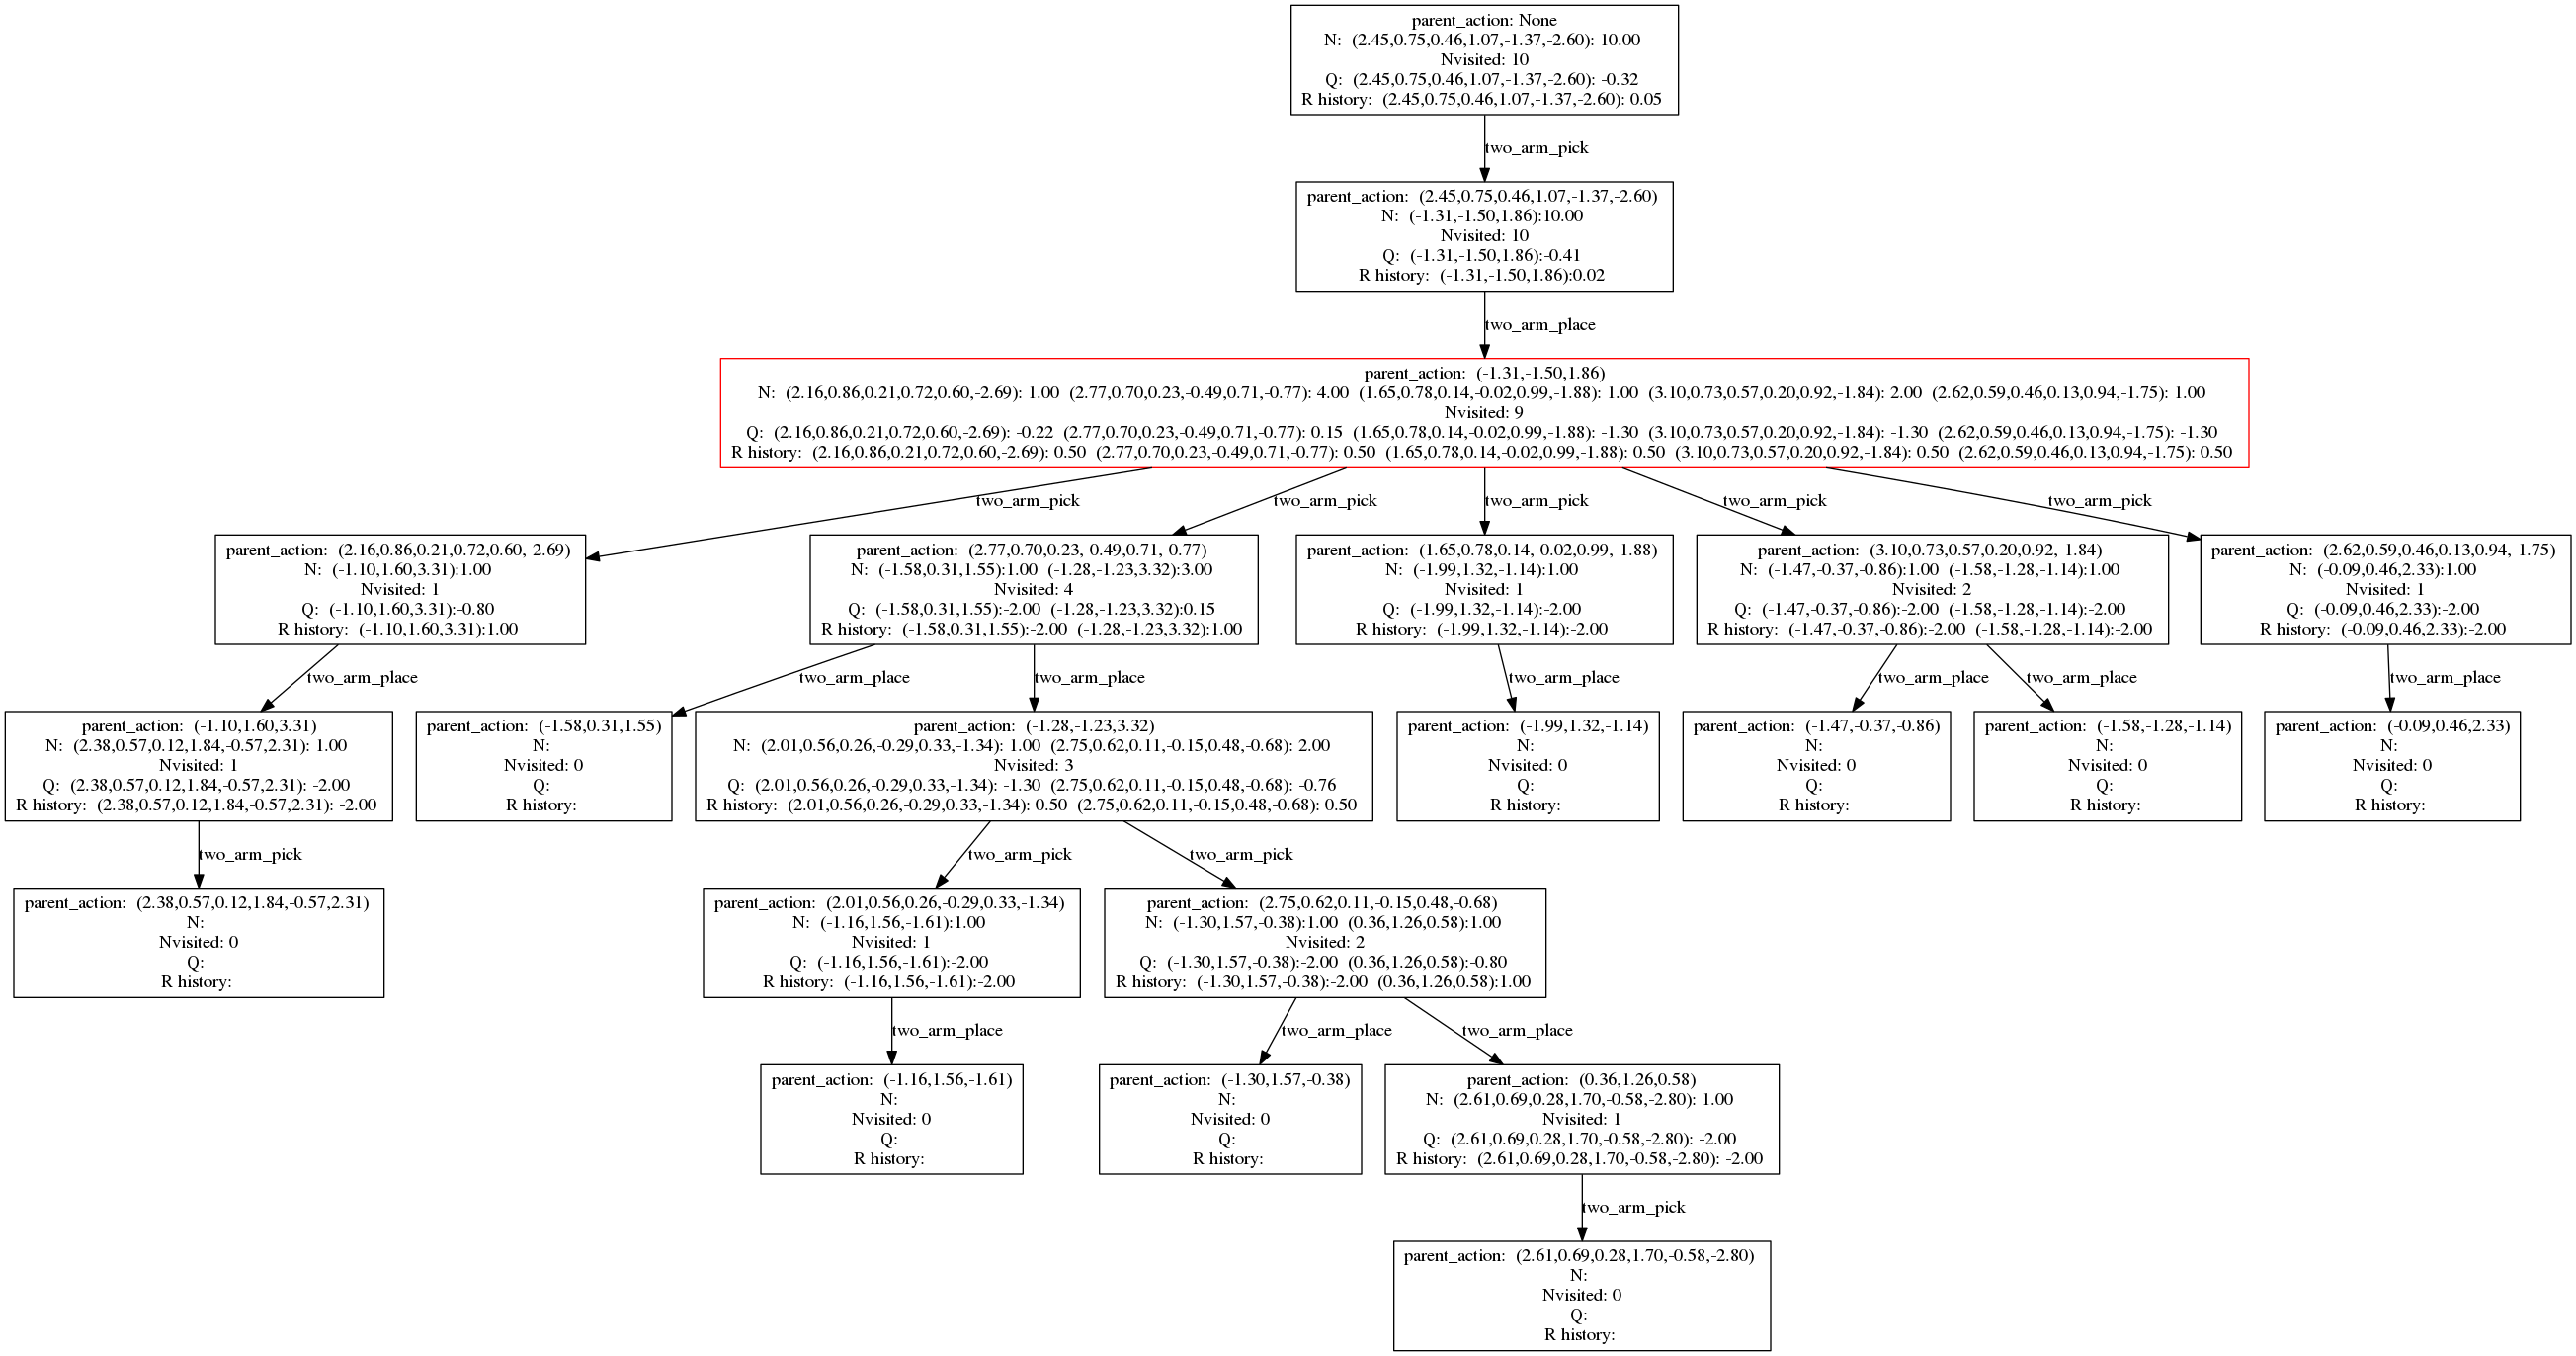 parent_action: None
N: (2.45,0.75,0.46,1.07,-1.37,-2.60): 10.00
Nvisited: 10
Q: (2.45,0.75,0.46,1.07,-1.37,-2.60): -0.32
R history: (2.45,0.75,0.46,1.07,-1.37,-2.60): 0.05
two_arm_pick
parent_action: (2.45,0.75,0.46,1.07,-1.37,-2.60)
N: (-1.31,-1.50,1.86):10.00
Nvisited: 10
Q: (-1.31,-1.50,1.86):-0.41
R history: (-1.31,-1.50,1.86):0.02
two_arm_place
parent_action: (-1.31,-1.50,1.86)
N: (2.16,0.86,0.21,0.72,0.60,-2.69): 1.00 (2.77,0.70,0.23,-0.49,0.71,-0.77): 4.00 (1.65,0.78,0.14,-0.02,0.99,-1.88): 1.00 (3.10,0.73,0.57,0.20,0.92,-1.84): 2.00 (2.62,0.59,0.46,0.13,0.94,-1.75): 1.00
Nvisited: 9
Q: (2.16,0.86,0.21,0.72,0.60,-2.69): -0.22 (2.77,0.70,0.23,-0.49,0.71,-0.77): 0.15 (1.65,0.78,0.14,-0.02,0.99,-1.88): -1.30 (3.10,0.73,0.57,0.20,0.92,-1.84): -1.30 (2.62,0.59,0.46,0.13,0.94,-1.75): -1.30
R history: (2.16,0.86,0.21,0.72,0.60,-2.69): 0.50 (2.77,0.70,0.23,-0.49,0.71,-0.77): 0.50 (1.65,0.78,0.14,-0.02,0.99,-1.88): 0.50 (3.10,0.73,0.57,0.20,0.92,-1.84): 0.50 (2.62,0.59,0.46,0.13,0.94,-1.75): 0.50
two_arm_pick
two_arm_pick
two_arm_pick
two_arm_pick
two_arm_pick
parent_action: (2.16,0.86,0.21,0.72,0.60,-2.69)
N: (-1.10,1.60,3.31):1.00
Nvisited: 1
Q: (-1.10,1.60,3.31):-0.80
R history: (-1.10,1.60,3.31):1.00
parent_action: (2.77,0.70,0.23,-0.49,0.71,-0.77)
N: (-1.58,0.31,1.55):1.00 (-1.28,-1.23,3.32):3.00
Nvisited: 4
Q: (-1.58,0.31,1.55):-2.00 (-1.28,-1.23,3.32):0.15
R history: (-1.58,0.31,1.55):-2.00 (-1.28,-1.23,3.32):1.00
parent_action: (1.65,0.78,0.14,-0.02,0.99,-1.88)
N: (-1.99,1.32,-1.14):1.00
Nvisited: 1
Q: (-1.99,1.32,-1.14):-2.00
R history: (-1.99,1.32,-1.14):-2.00
parent_action: (3.10,0.73,0.57,0.20,0.92,-1.84)
N: (-1.47,-0.37,-0.86):1.00 (-1.58,-1.28,-1.14):1.00
Nvisited: 2
Q: (-1.47,-0.37,-0.86):-2.00 (-1.58,-1.28,-1.14):-2.00
R history: (-1.47,-0.37,-0.86):-2.00 (-1.58,-1.28,-1.14):-2.00
parent_action: (2.62,0.59,0.46,0.13,0.94,-1.75)
N: (-0.09,0.46,2.33):1.00
Nvisited: 1
Q: (-0.09,0.46,2.33):-2.00
R history: (-0.09,0.46,2.33):-2.00
two_arm_place
two_arm_place
two_arm_place
two_arm_place
two_arm_place
two_arm_place
two_arm_place
parent_action: (-1.10,1.60,3.31)
N: (2.38,0.57,0.12,1.84,-0.57,2.31): 1.00
Nvisited: 1
Q: (2.38,0.57,0.12,1.84,-0.57,2.31): -2.00
R history: (2.38,0.57,0.12,1.84,-0.57,2.31): -2.00
parent_action: (-1.58,0.31,1.55)
N:
Nvisited: 0
Q:
R history:
parent_action: (-1.28,-1.23,3.32)
N: (2.01,0.56,0.26,-0.29,0.33,-1.34): 1.00 (2.75,0.62,0.11,-0.15,0.48,-0.68): 2.00
Nvisited: 3
Q: (2.01,0.56,0.26,-0.29,0.33,-1.34): -1.30 (2.75,0.62,0.11,-0.15,0.48,-0.68): -0.76
R history: (2.01,0.56,0.26,-0.29,0.33,-1.34): 0.50 (2.75,0.62,0.11,-0.15,0.48,-0.68): 0.50
parent_action: (-1.99,1.32,-1.14)
N:
Nvisited: 0
Q:
R history:
parent_action: (-1.47,-0.37,-0.86)
N:
Nvisited: 0
Q:
R history:
parent_action: (-1.58,-1.28,-1.14)
N:
Nvisited: 0
Q:
R history:
parent_action: (-0.09,0.46,2.33)
N:
Nvisited: 0
Q:
R history:
two_arm_pick
two_arm_pick
two_arm_pick
parent_action: (2.38,0.57,0.12,1.84,-0.57,2.31)
N:
Nvisited: 0
Q:
R history:
parent_action: (2.01,0.56,0.26,-0.29,0.33,-1.34)
N: (-1.16,1.56,-1.61):1.00
Nvisited: 1
Q: (-1.16,1.56,-1.61):-2.00
R history: (-1.16,1.56,-1.61):-2.00
parent_action: (2.75,0.62,0.11,-0.15,0.48,-0.68)
N: (-1.30,1.57,-0.38):1.00 (0.36,1.26,0.58):1.00
Nvisited: 2
Q: (-1.30,1.57,-0.38):-2.00 (0.36,1.26,0.58):-0.80
R history: (-1.30,1.57,-0.38):-2.00 (0.36,1.26,0.58):1.00
two_arm_place
two_arm_place
two_arm_place
parent_action: (-1.16,1.56,-1.61)
N:
Nvisited: 0
Q:
R history:
parent_action: (-1.30,1.57,-0.38)
N:
Nvisited: 0
Q:
R history:
parent_action: (0.36,1.26,0.58)
N: (2.61,0.69,0.28,1.70,-0.58,-2.80): 1.00
Nvisited: 1
Q: (2.61,0.69,0.28,1.70,-0.58,-2.80): -2.00
R history: (2.61,0.69,0.28,1.70,-0.58,-2.80): -2.00
two_arm_pick
parent_action: (2.61,0.69,0.28,1.70,-0.58,-2.80)
N:
Nvisited: 0
Q:
R history: